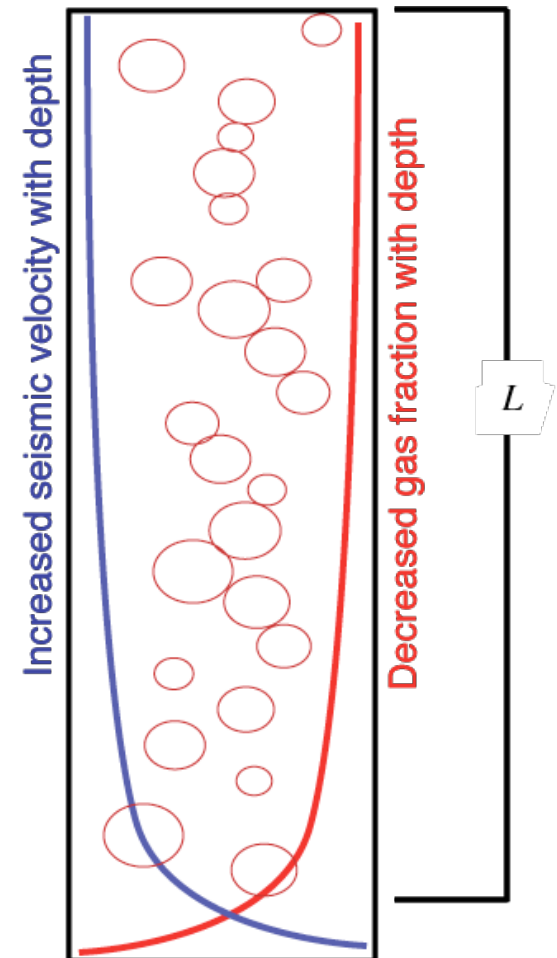 Increased seismic velocity with depth
Decreased gas fraction with depth
L